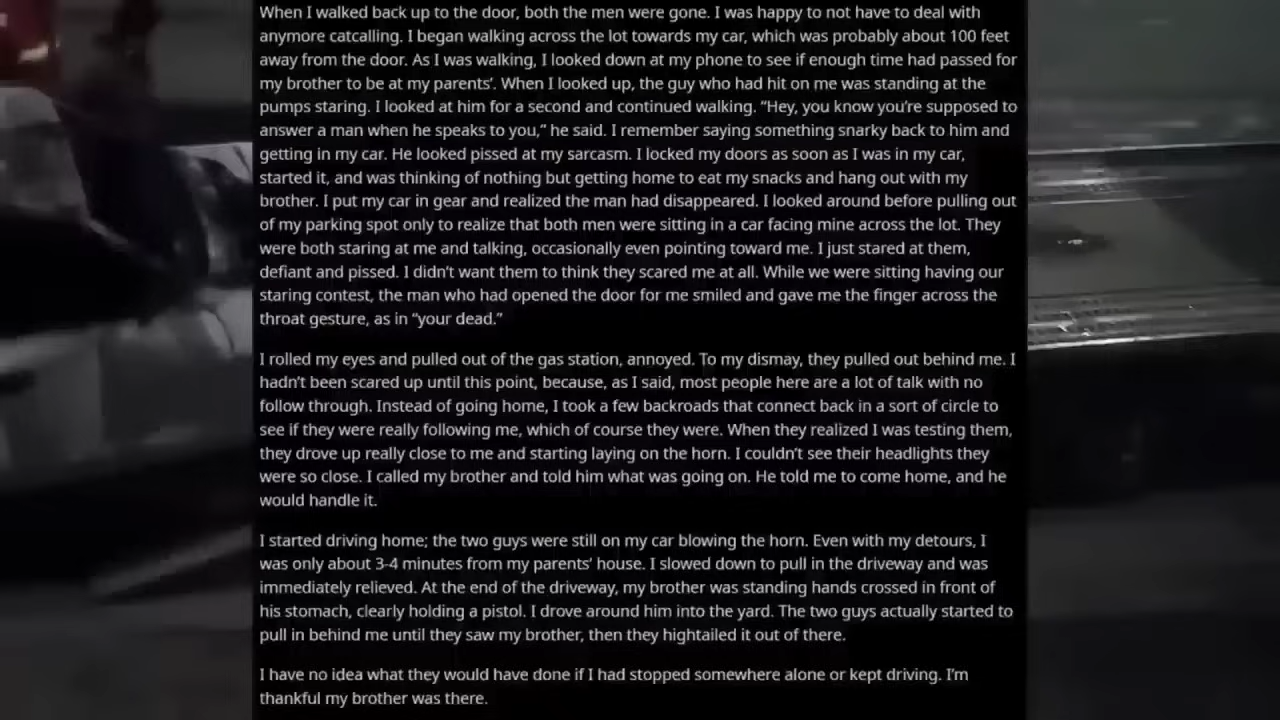 When I walked back up to the door, both the men were gone. I was happy to not have to deal with
anymore catcalling. I began walking across the lot towards my car, which was probably about 100 feet
away from the door. As I was walking, I looked down at my phone to see if enough time had passed for
my brother to be at my parents’. When I looked up, the guy who had hit on me was standing at the
pumps staring. I looked at him for a second and continued walking. “Hey, you know you’re supposed to
answer a man when he speaks to you,” he said. I remember saying something snarky back to him and
getting in my car. He looked pissed at my sarcasm. I locked my doors as soon as I was in my car,
started it, and was thinking of nothing but getting home to eat my snacks and hang out with my
brother. I put my car in gear and realized the man had disappeared. I looked around before pulling out
of my parking spot only to realize that both men were sitting in a car facing mine across the lot. They
were both staring at me and talking, occasionally even pointing toward me. I just stared at them,
defiant and pissed. I didn’t want them to think they scared me at all. While we were sitting having our
staring contest, the man who had opened the door for me smiled and gave me the finger across the
throat gesture, as in “your dead.”
I rolled my eyes and pulled out of the gas station, annoyed. To my dismay, they pulled out behind me. I
hadn’t been scared up until this point, because, as I said, most people here are a lot of talk with no
follow through. Instead of going home, I took a few backroads that connect back in a sort of circle to
see if they were really following me, which of course they were. When they realized I was testing them,
they drove up really close to me and starting laying on the horn. I couldn’t see their headlights they
were so close. I called my brother and told him what was going on. He told me to come home, and he
would handle it.
I started driving home; the two guys were still on my car blowing the horn. Even with my detours, I
was only about 3-4 minutes from my parents’ house. I slowed down to pull in the driveway and was
immediately relieved. At the end of the driveway, my brother was standing hands crossed in front of
his stomach, clearly holding a pistol. I drove around him into the yard. The two guys actually started to
pull in behind me until they saw my brother, then they hightailed it out of there.
I have no idea what they would have done if I had stopped somewhere alone or kept driving. I’m
thankful my brother was there.